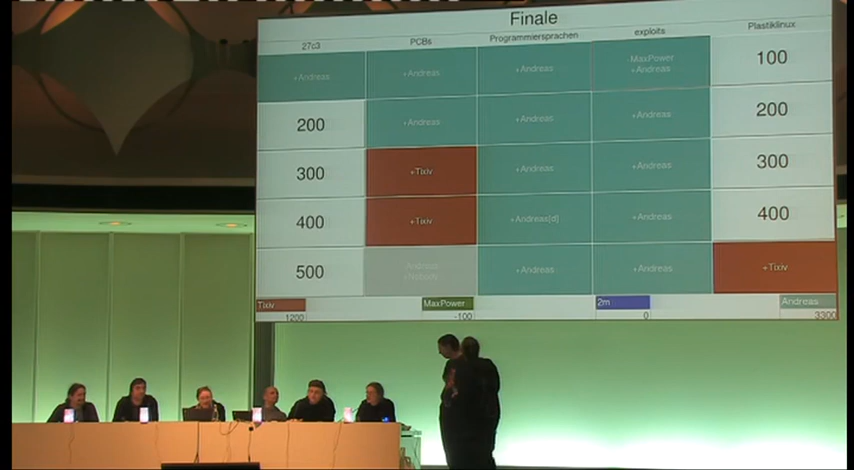 Finale
27c3 PCBs Programmiersprachen exploits Plastiklinux
+Andreas +Andreas +Andreas -MaxPower 100
+Andreas
200 +Andreas +Andreas +Andreas 200
300 +Tixiv +Andreas +Andreas 300
400 +Tixiv +Andreas(d) +Andreas 400
500 -Andreas +Andreas +Andreas +Tixiv
+Nobody
Tixiv MaxPower 2m Andreas
1200 -100 0 3300